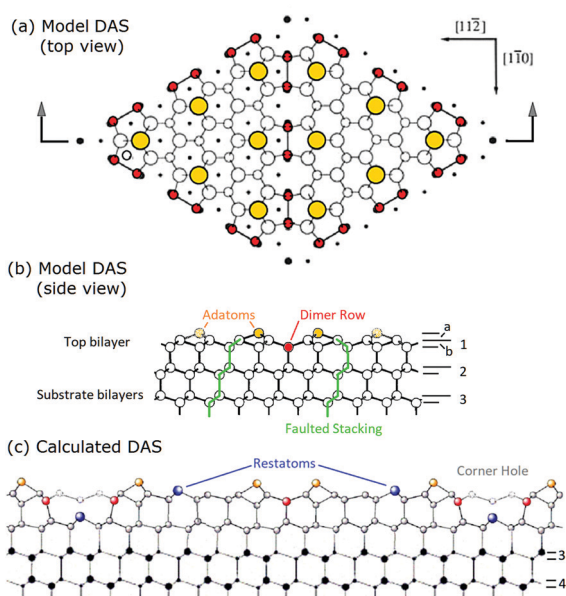 (a) Model DAS
(top view)
[112̄]
[11̄0]
(b) Model DAS
(side view)
Adatoms
Dimer Row
Top bilayer
a
1
b
2
Substrate bilayers
3
Faulted Stacking
(c) Calculated DAS
Restatoms
Corner Hole
3
4